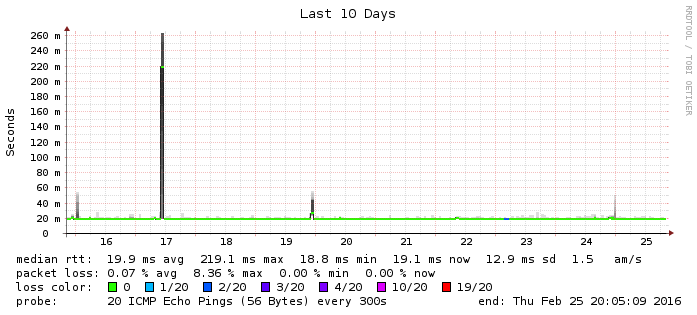 Last 10 Days
RRDTOOL / TOBI OETIKER
Seconds
260 m
240 m
220 m
200 m
180 m
160 m
140 m
120 m
100 m
80 m
60 m
40 m
20 m
0
16 17 18 19 20 21 22 23 24 25
median rtt: 19.9 ms avg 219.1 ms max 18.8 ms min 19.1 ms now 12.9 ms sd 1.5 am/s
packet loss: 0.07 % avg 8.36 % max 0.00 % min 0.00 % now
loss color: 0 1/20 2/20 3/20 4/20 10/20 19/20
probe: 20 ICMP Echo Pings (56 Bytes) every 300s end: Thu Feb 25 20:05:09 2016